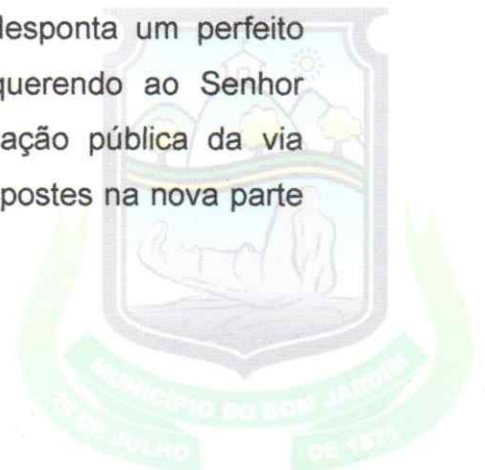 desponta um perfeito
querendo ao Senhor
ação pública da via
postes na nova parte
MUNICÍPIO DO BOM JARDIM
DE JULHO DE 1871